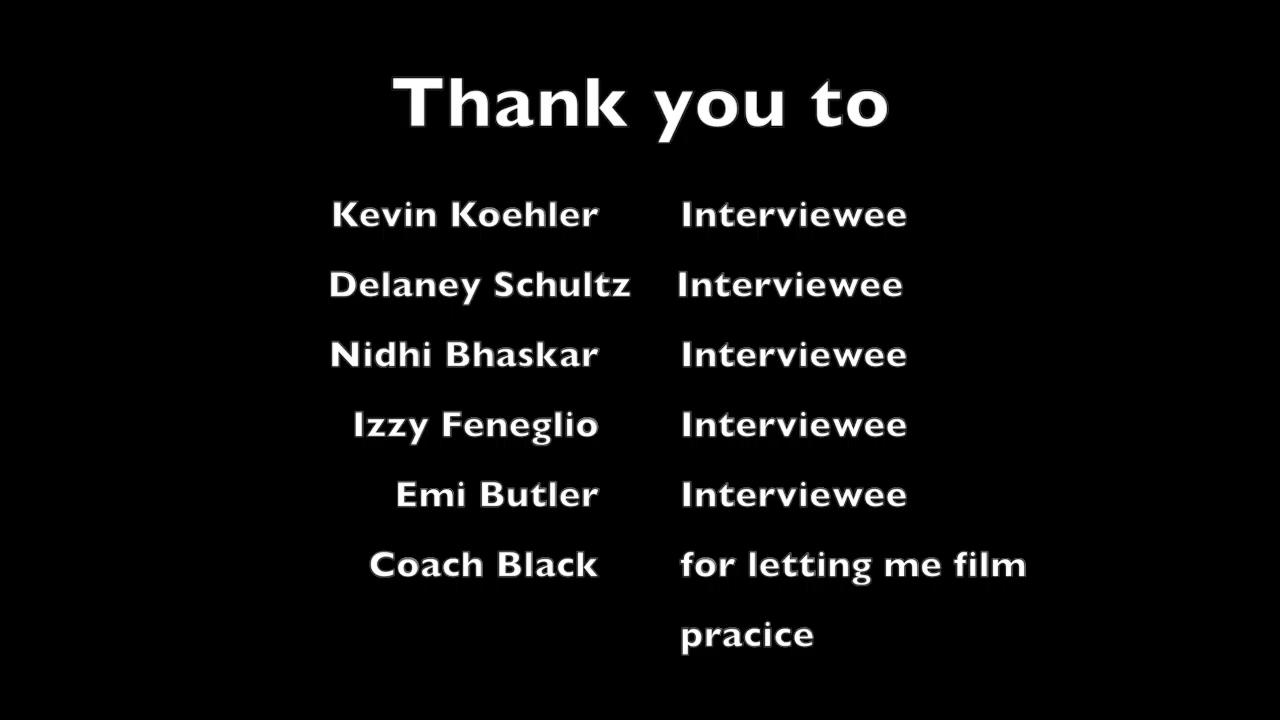 Thank you to
Kevin Koehler Interviewee
Delaney Schultz Interviewee
Nidhi Bhaskar Interviewee
Izzy Feneglio Interviewee
Emi Butler Interviewee
Coach Black for letting me film
pracice